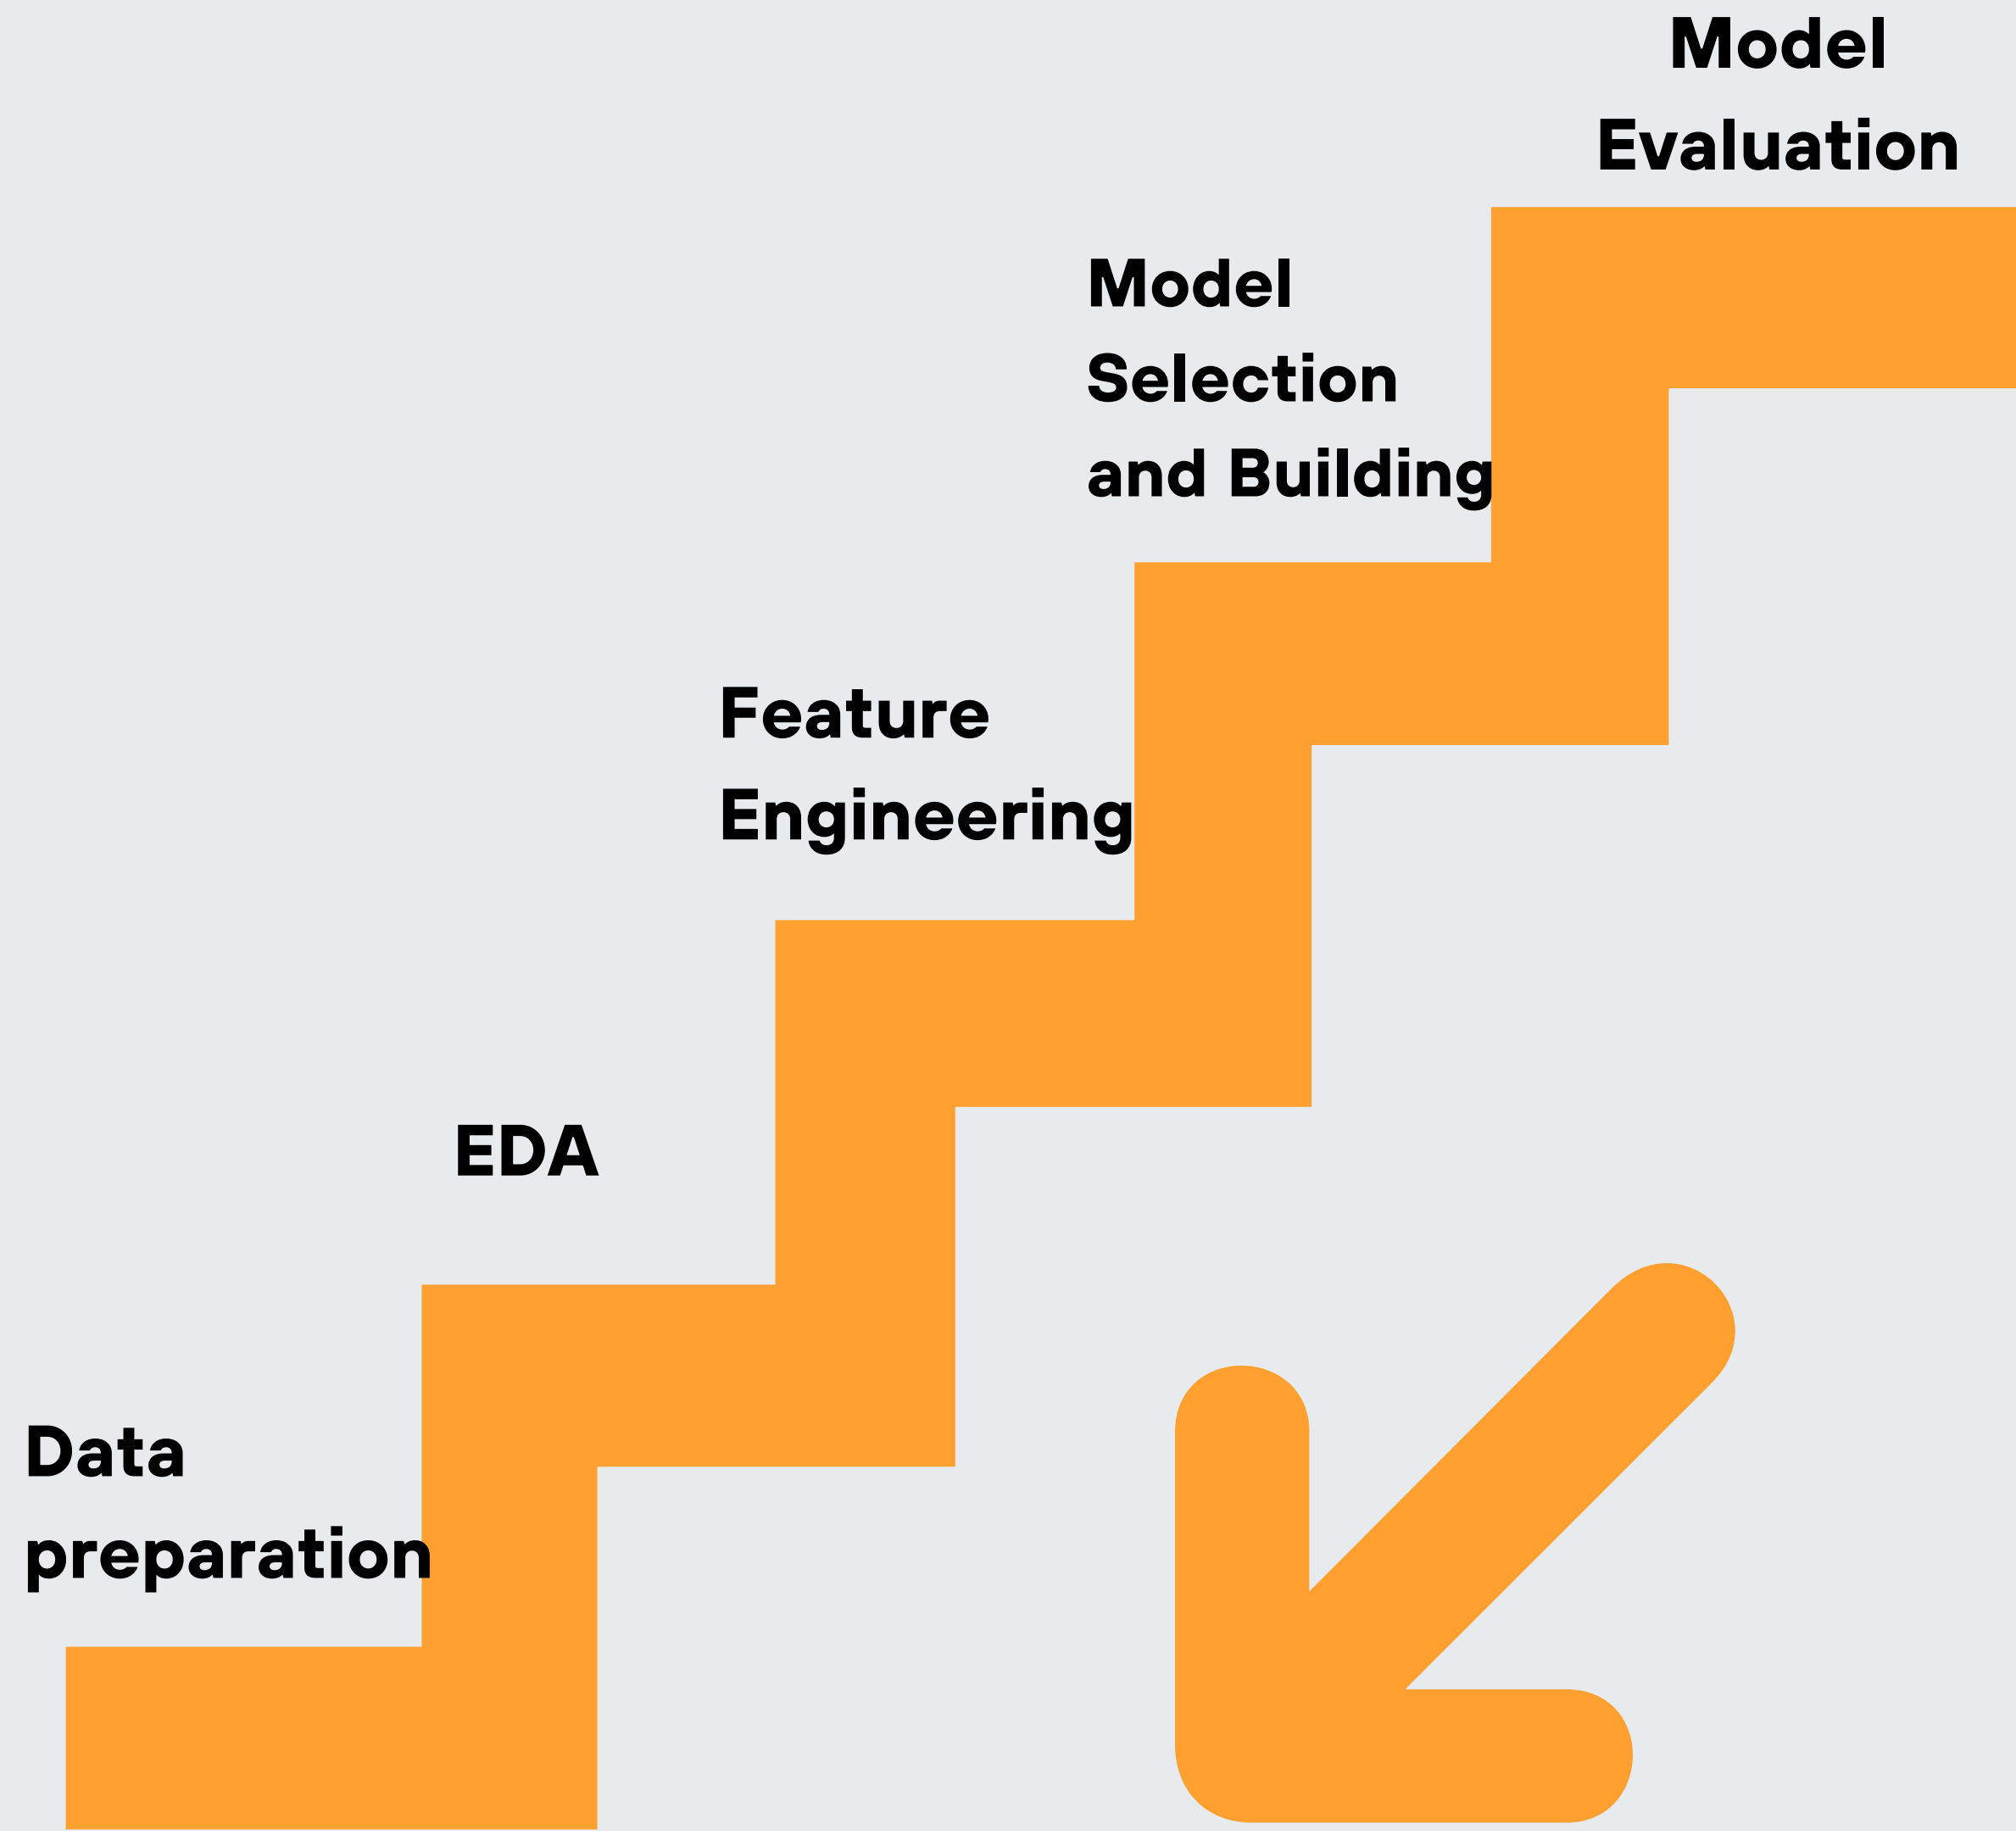 Model
Evaluation
Model
Selection
and Building
Feature
Engineering
EDA
Data
preparation